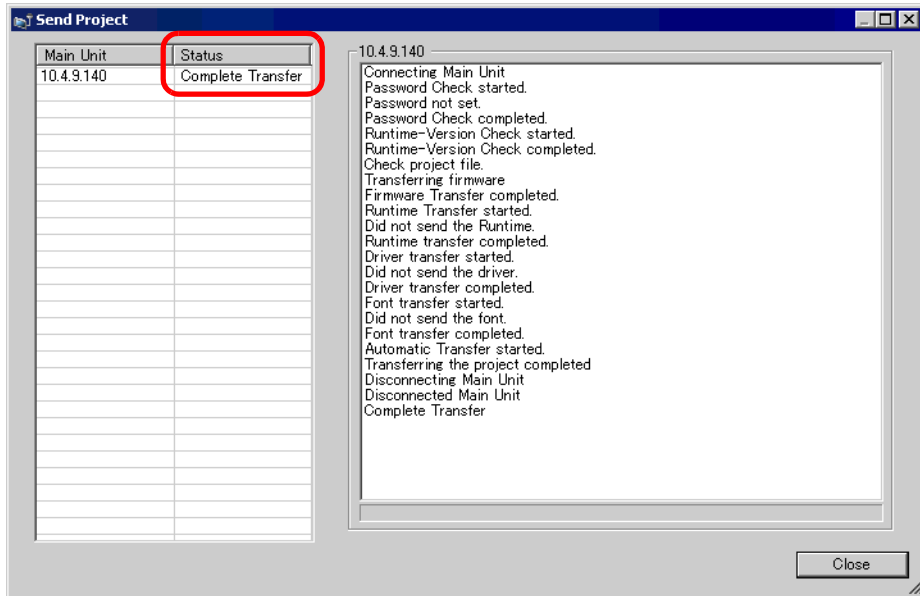 Send Project
Main Unit Status
10.4.9.140 Complete Transfer
10.4.9.140
Connecting Main Unit
Password Check started.
Password not set.
Password Check completed.
Runtime-Version Check started.
Runtime-Version Check completed.
Check project file.
Transferring firmware
Firmware Transfer completed.
Runtime Transfer started.
Did not send the Runtime.
Runtime transfer completed.
Driver transfer started.
Did not send the driver.
Driver transfer completed.
Font transfer started.
Did not send the font.
Font transfer completed.
Automatic Transfer started.
Transferring the project completed
Disconnecting Main Unit
Disconnected Main Unit
Complete Transfer
Close